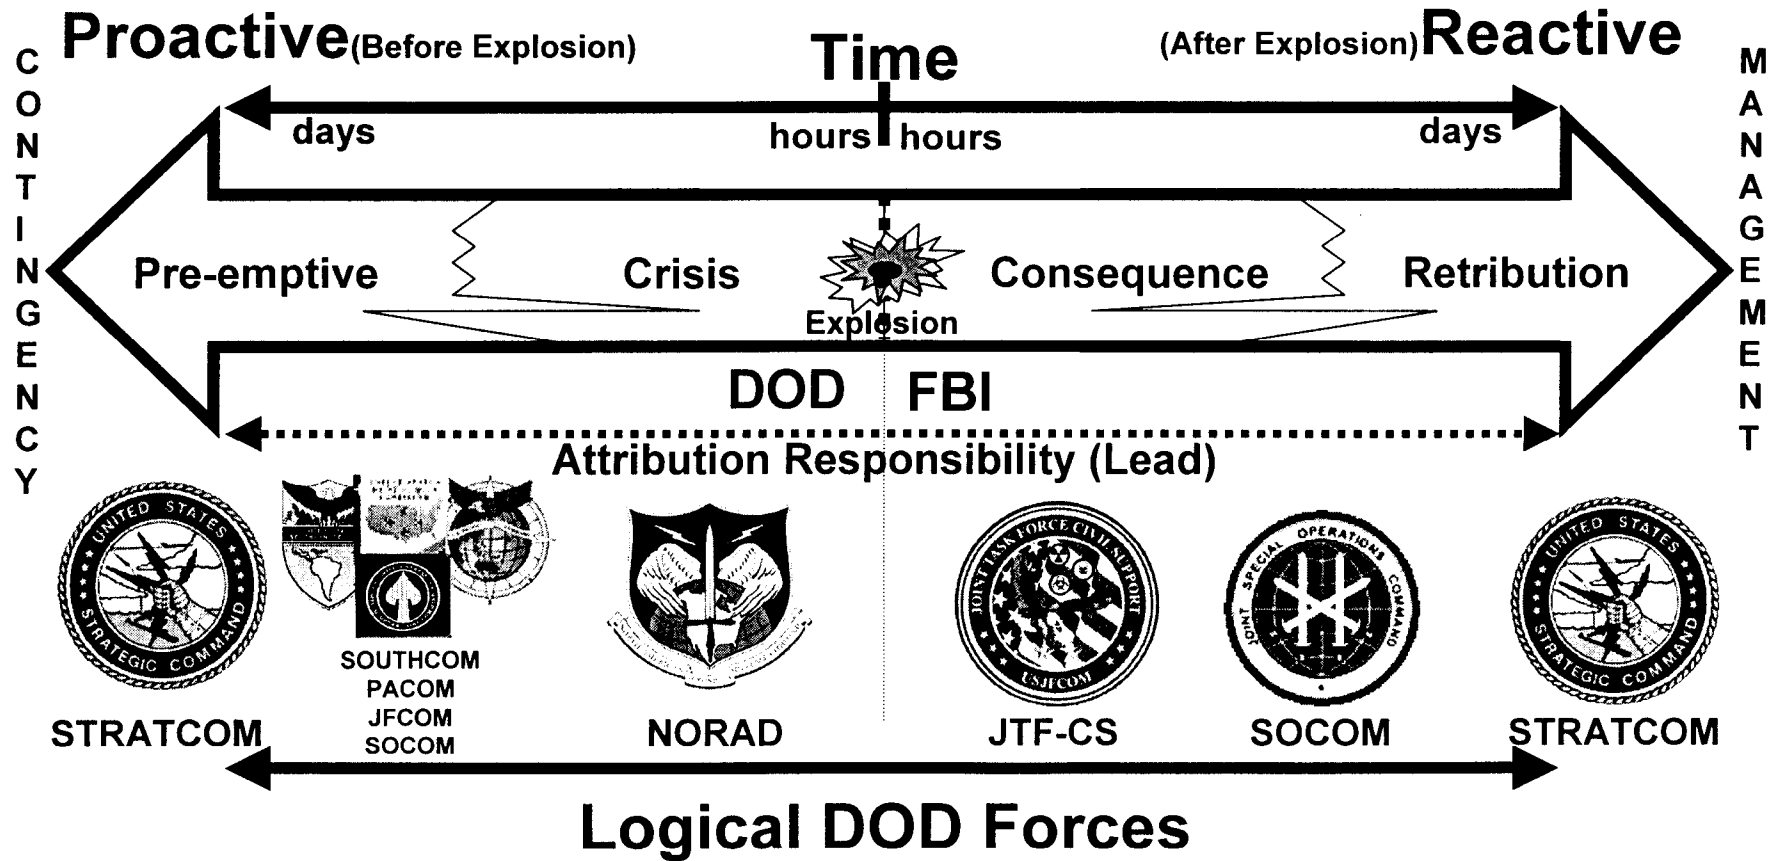 Proactive(Before Explosion)
Time
(After Explosion)Reactive
CONTINGENCY
MANAGEMENT
days
hours
hours
days
Pre-emptive
Crisis
Explosion
Consequence
Retribution
DOD
FBI
Attribution Responsibility (Lead)
UNITED STATES
STRATEGIC COMMAND
JOINT TASK FORCE CIVIL SUPPORT
USJFCOM
JOINT SPECIAL OPERATIONS COMMAND
UNITED STATES
STRATEGIC COMMAND
STRATCOM
SOUTHCOM
PACOM
JFCOM
SOCOM
NORAD
JTF-CS
SOCOM
STRATCOM
Logical DOD Forces